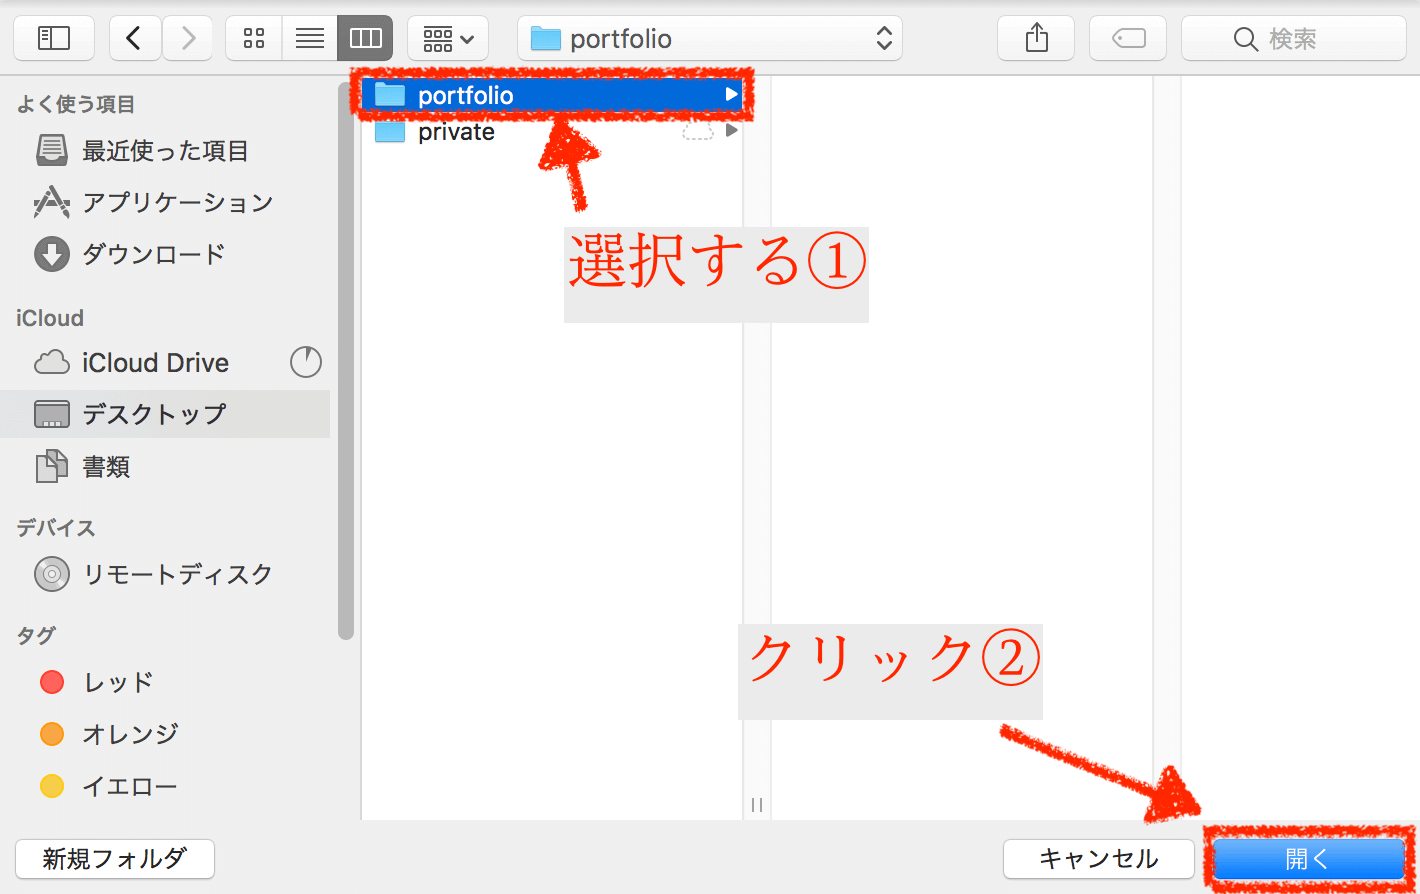 portfolio
検索
よく使う項目
最近使った項目
アプリケーション
ダウンロード
iCloud
iCloud Drive
デスクトップ
書類
デバイス
リモートディスク
タグ
レッド
オレンジ
イエロー
portfolio
private
選択する①
クリック②
新規フォルダ
キャンセル
開く